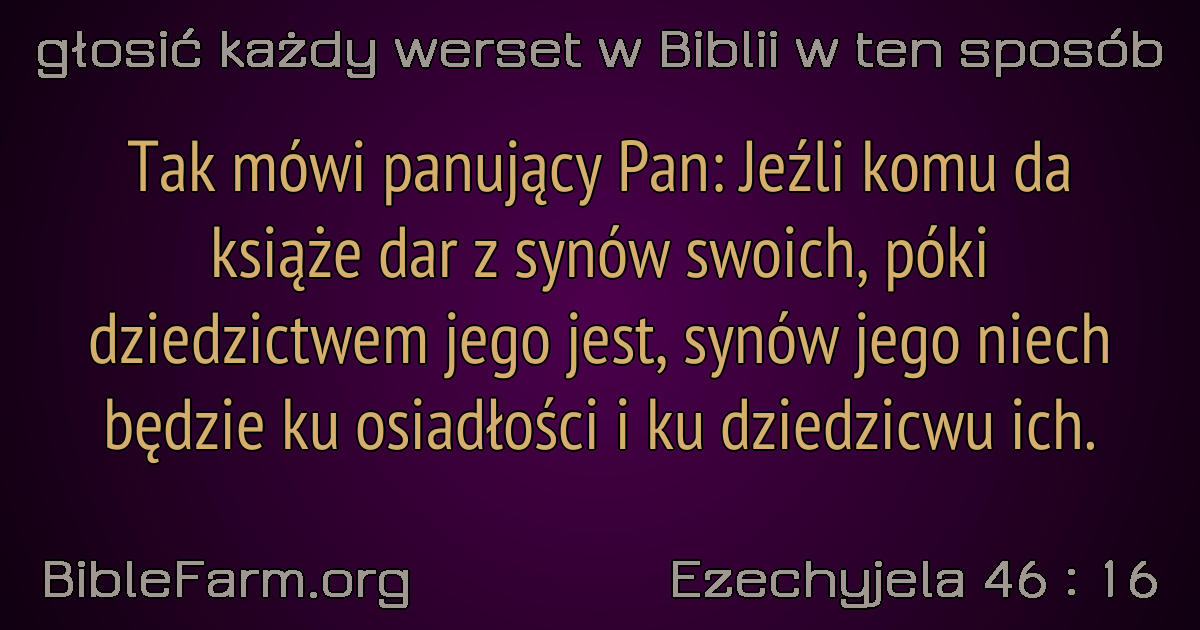 głosić każdy werset w Biblii w ten sposób
Tak mówi panujący Pan: Jeźli komu da
książe dar z synów swoich, póki
dziedzictwem jego jest, synów jego niech
będzie ku osiadłości i ku dziedzicwu ich.
BibleFarm.org
Ezechyjela 46 : 16